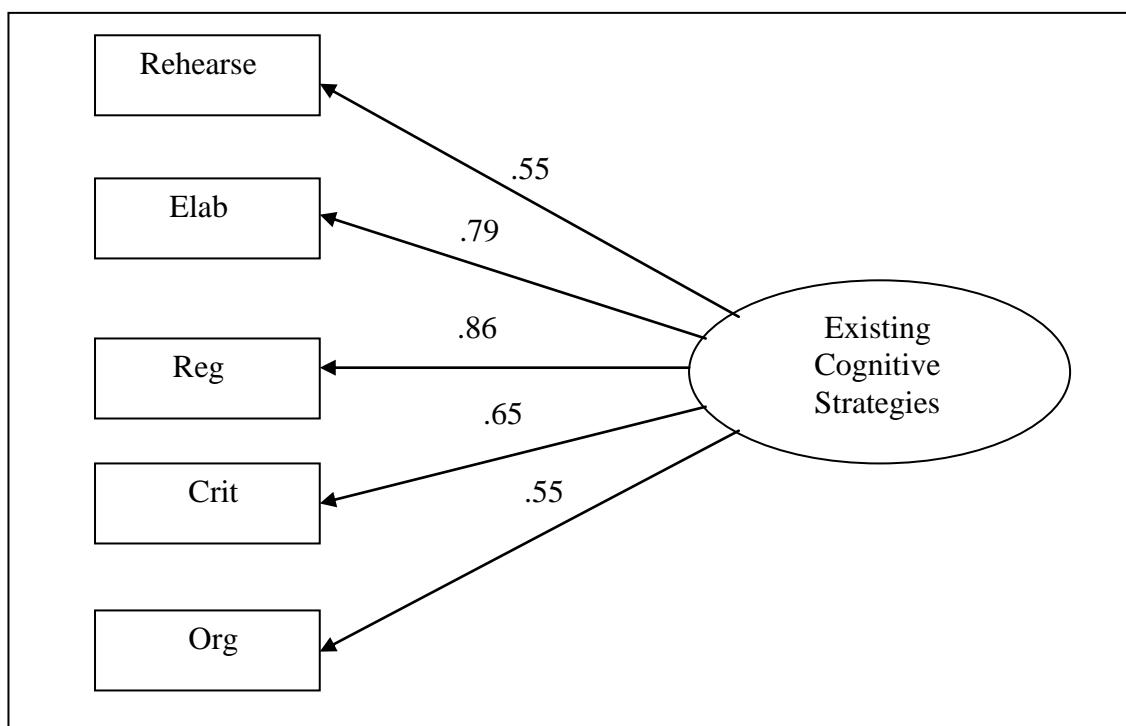 Rehearse
.55
Elab
.79
.86
Reg
Existing
Cognitive
Strategies
.65
Crit
.55
Org